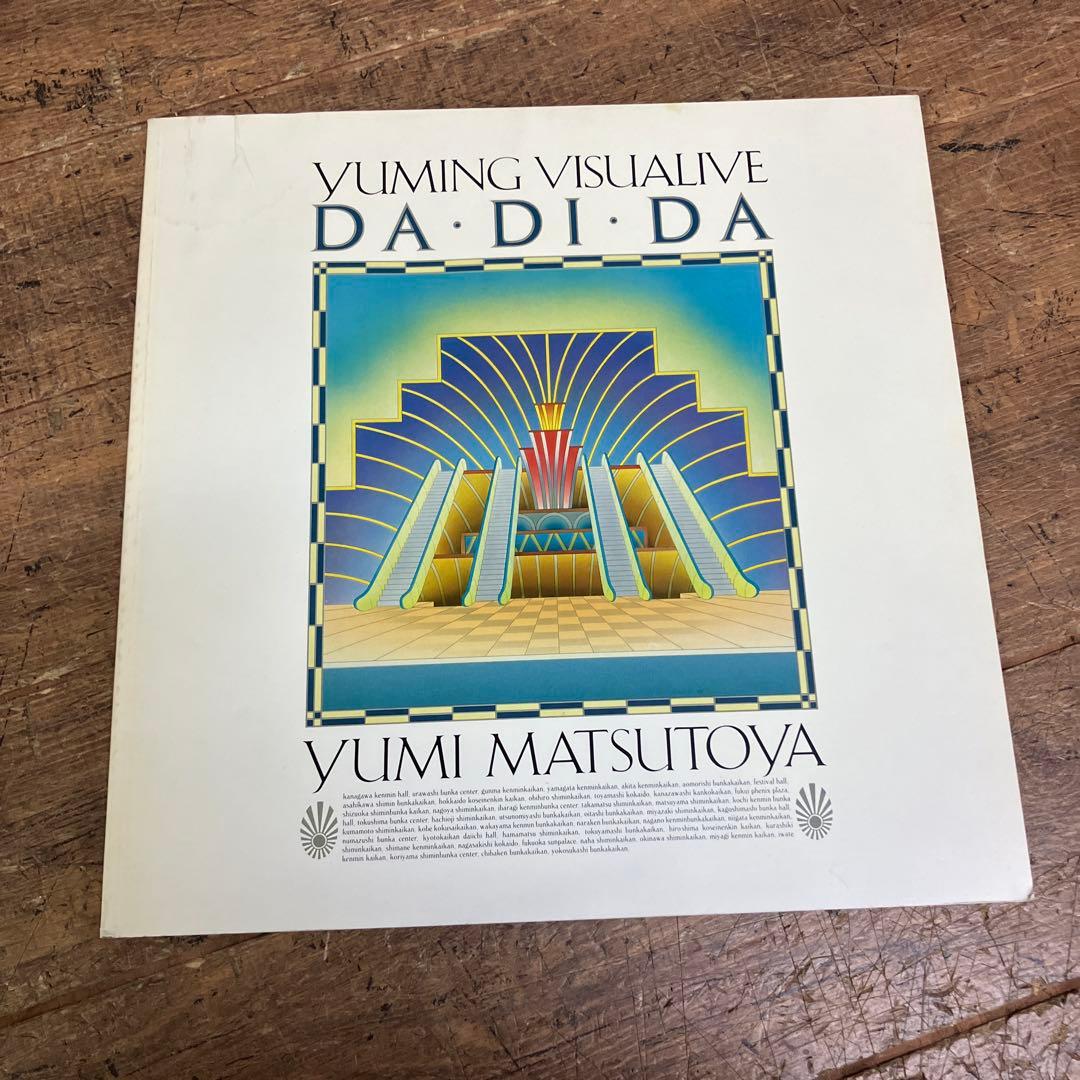 YUMING VISUALIVE
DA·DI·DA
YUMI MATSUTOYA
kanagawa kenmin hall, urawashi bunka center, gunma kenminkaikan, yamagata kenminkaikan, akita kenminkaikan, aomorishi bunkakaikan, festival hall,
asahikawa shimin bunkakaikan, hokkaido koseinenkin kaikan, obihiro shiminkaikan, toyamashi kokaido, kanazawashi kankokaikan, fukui phenix plaza,
shizuoka shiminbunka kaikan, nagoya shiminkaikan, ibaragi kenminbunka center, takamatsu shiminkaikan, matsuyama shiminkaikan, kochi kenmin bunka
hall, tokushima bunka center, hachioji shiminkaikan, utsunomiyashi bunkakaikan, oitashi bunkakaikan, miyazaki shiminkaikan, kagoshimashi bunka hall,
kumamoto shiminkaikan, kobe kokusaikaikan, wakayama kenmin bunkakaikan, naraken bunkakaikan, nagano kenminbunkakaikan, niigata kenminkaikan,
numazushi bunka center, kyotokaikan daiichi hall, hamamatsu shiminkaikan, tokuyamashi bunkakaikan, hiroshima koseinenkin kaikan, kurashiki
shiminkaikan, shimane kenminkaikan, nagasakishi kokaido, fukuoka sunpalace, naha shiminkaikan, okinawa shiminkaikan, miyagi kenmin kaikan, iwate
kenmin kaikan, koriyama shiminbunka center, chibaken bunkakaikan, yokosukashi bunkakaikan,